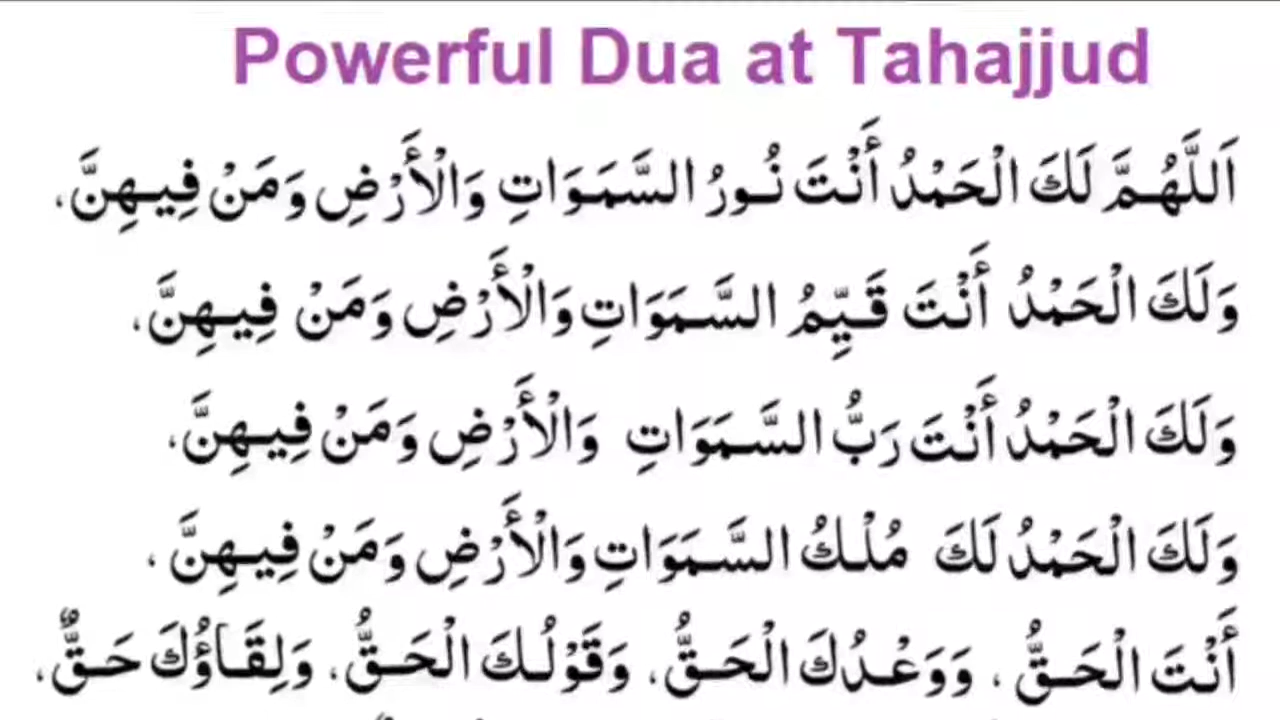 Powerful Dua at Tahajjud
اَللَّهُمَّ لَكَ الْحَمْدُ أَنْتَ نُورُ السَّمَوَاتِ وَالْأَرْضِ وَمَنْ فِيهِنَّ،
وَلَكَ الْحَمْدُ أَنْتَ قَيِّمُ السَّمَوَاتِ وَالْأَرْضِ وَمَنْ فِيهِنَّ،
وَلَكَ الْحَمْدُ أَنْتَ رَبُّ السَّمَوَاتِ وَالْأَرْضِ وَمَنْ فِيهِنَّ،
وَلَكَ الْحَمْدُ لَكَ مُلْكُ السَّمَوَاتِ وَالْأَرْضِ وَمَنْ فِيهِنَّ،
أَنْتَ الْحَقُّ، وَوَعْدُكَ الْحَقُّ، وَقَوْلُكَ الْحَقُّ، وَلِقَاؤُكَ حَقٌّ،